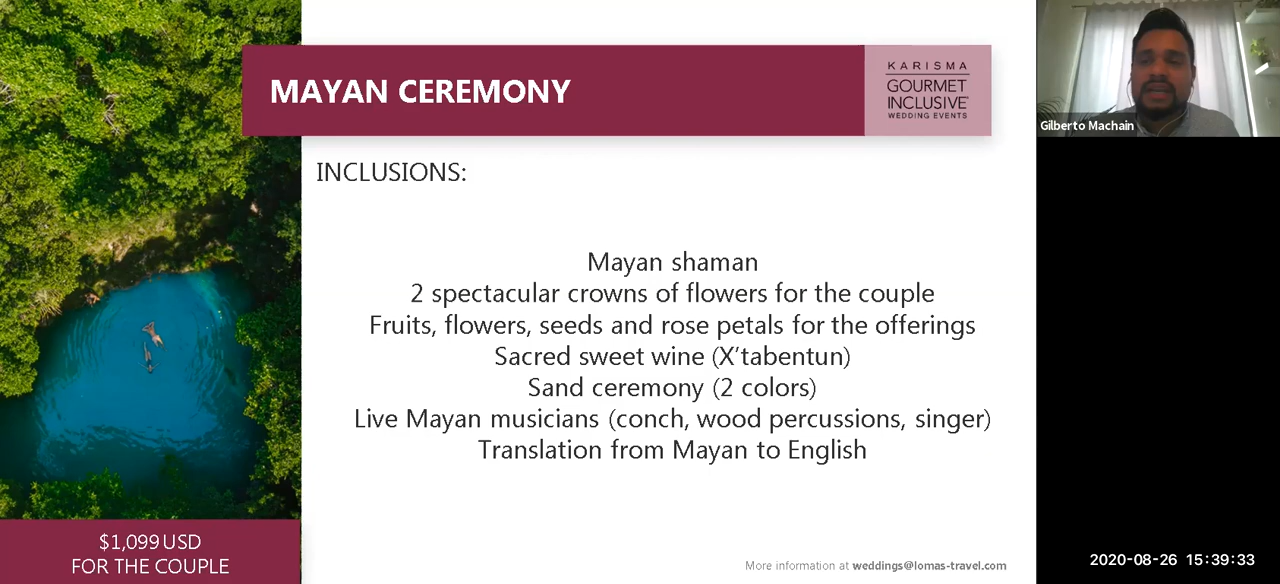 MAYAN CEREMONY
KARISMA
GOURMET
INCLUSIVE
WEDDING EVENTS
Gilberto Machain
INCLUSIONS:
Mayan shaman
2 spectacular crowns of flowers for the couple
Fruits, flowers, seeds and rose petals for the offerings
Sacred sweet wine (X’tabentun)
Sand ceremony (2 colors)
Live Mayan musicians (conch, wood percussions, singer)
Translation from Mayan to English
$1,099 USD
FOR THE COUPLE
More information at weddings@lomas-travel.com
2020-08-26 15:39:33